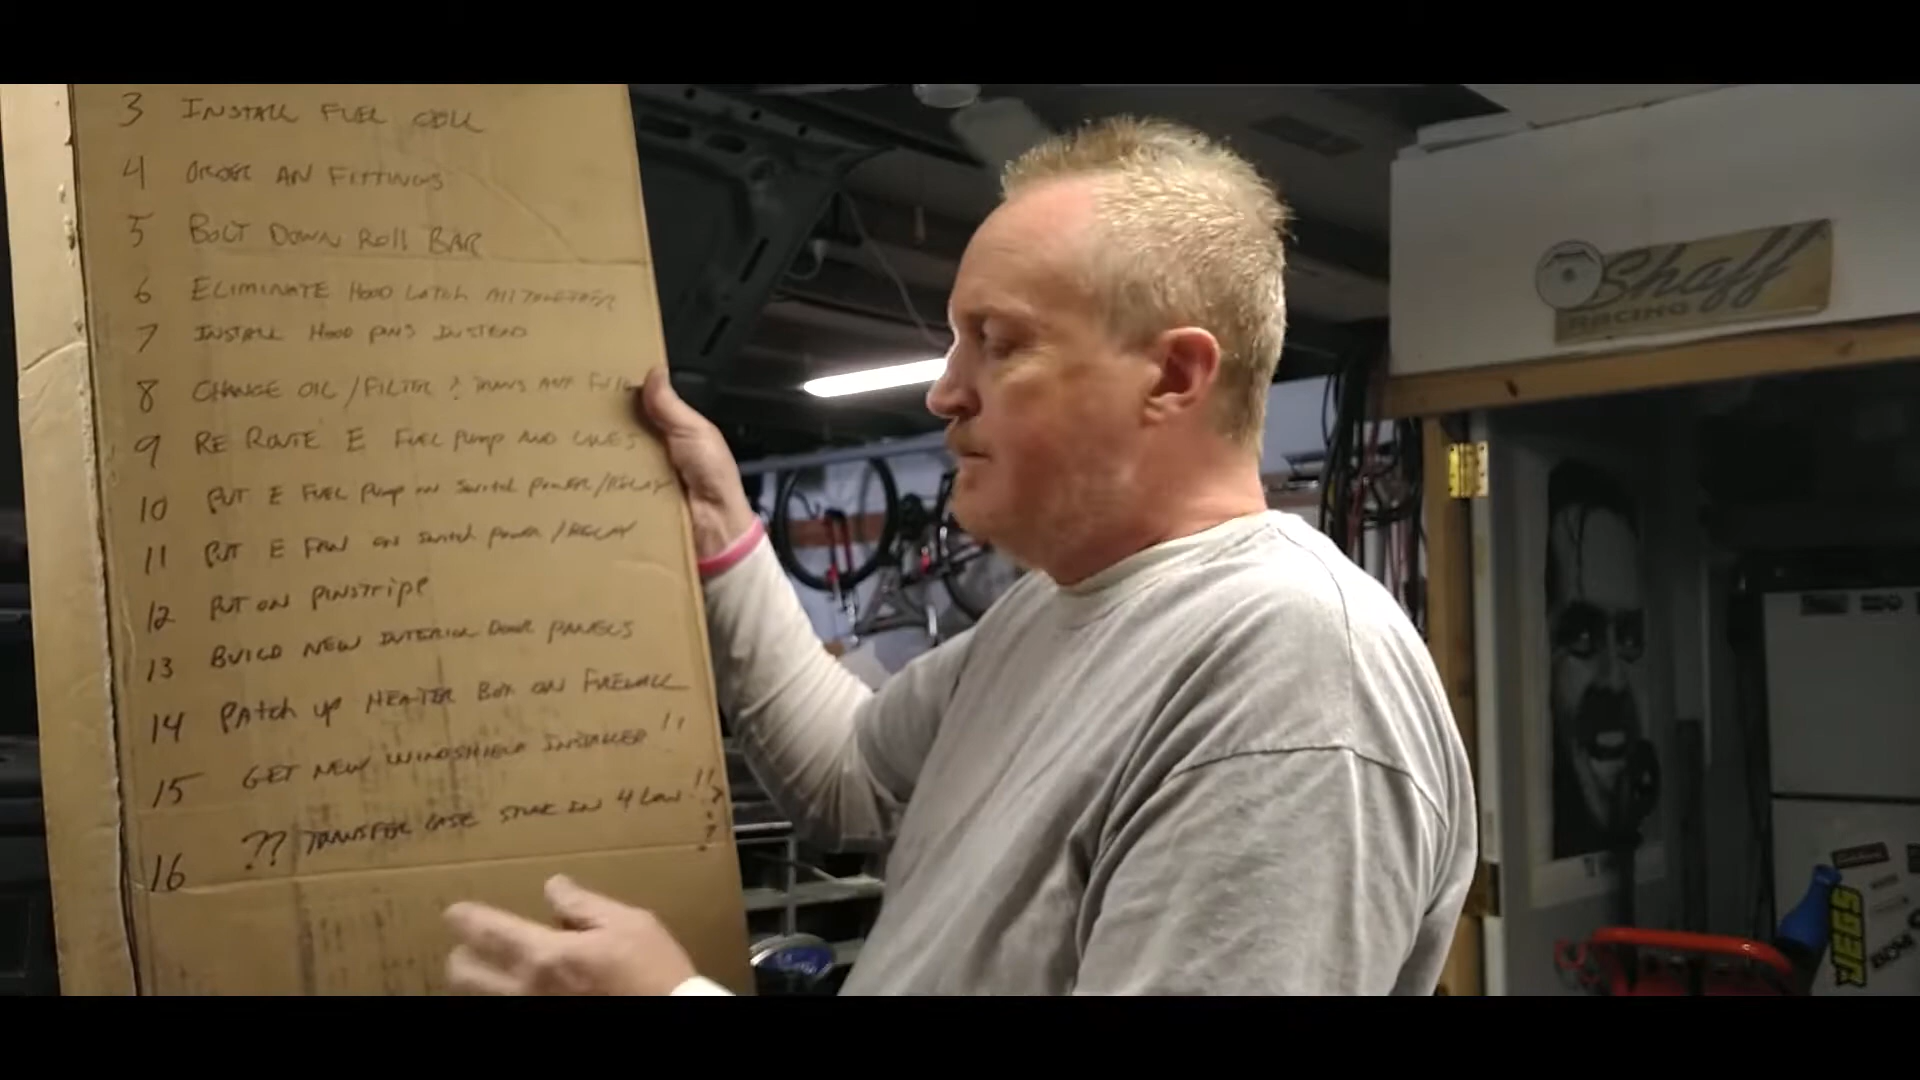 3 INSTALL FUEL CELL
4 ORDER AN FITTINGS
5 BOLT DOWN ROLL BAR
6 ELIMINATE HOOD LATCH ALTOGETHER
7 INSTALL HOOD PINS INSTEAD
8 CHANGE OIL/FILTER ? TRANS
9 RE ROUTE E FUEL PUMP AND LINES
10 PUT E FUEL PUMP ON SWITCH POWER/RELAY
11 PUT E FAN ON SWITCH POWER/RELAY
12 PUT ON PINSTRIPE
13 BUILD NEW INTERIOR DOOR PANELS
14 PATCH UP HEATER BOX ON FIREWALL
15 GET NEW WINDSHIELD INSTALLED !!
16 ?? TRANSFER CASE STUCK IN 4 LOW !! ??
Shaff
RACING
JEGS